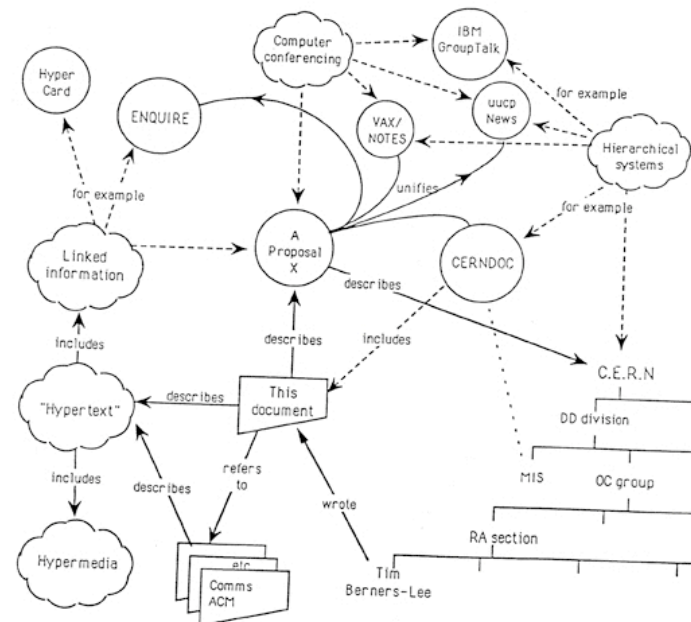 IBM
GroupTalk
Computer
conferencing
Hyper
Card
ENQUIRE
VAX/
NOTES
uucp
News
for example
Hierarchical
systems
unifies
for example
for example
Linked
information
A
Proposal
X
CERNDOC
describes
includes
describes
includes
C.E.R.N
This
document
describes
"Hypertext"
DD division
MIS
OC group
refers
to
includes
describes
wrote
RA section
Hypermedia
etc
Comms
ACM
Tim
Berners-Lee